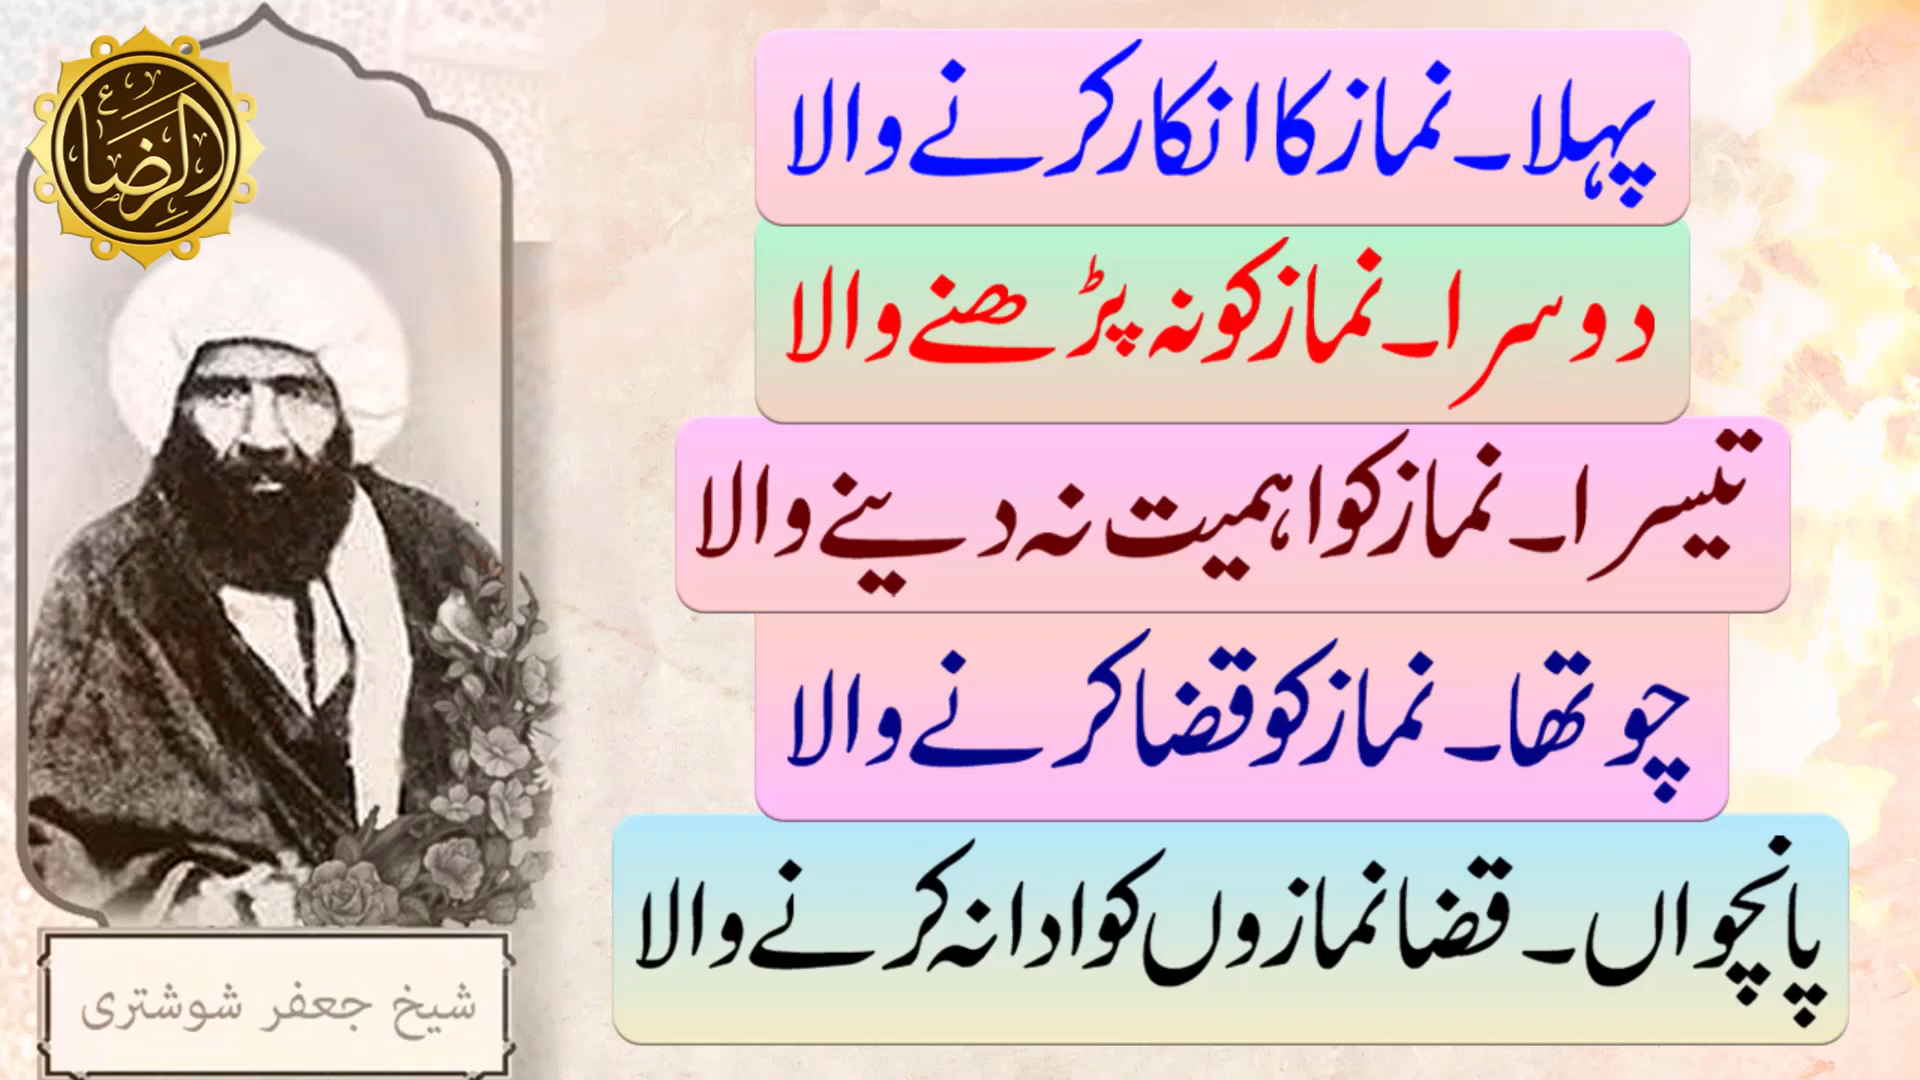 الرضا ع
پہلا۔ نماز کا انکار کرنے والا
دوسرا۔ نماز کو نہ پڑھنے والا
تیسرا۔ نماز کو اہمیت نہ دینے والا
چوتھا۔ نماز کو قضا کرنے والا
پانچواں۔ قضا نمازوں کو ادا نہ کرنے والا
شیخ جعفر شوشتری